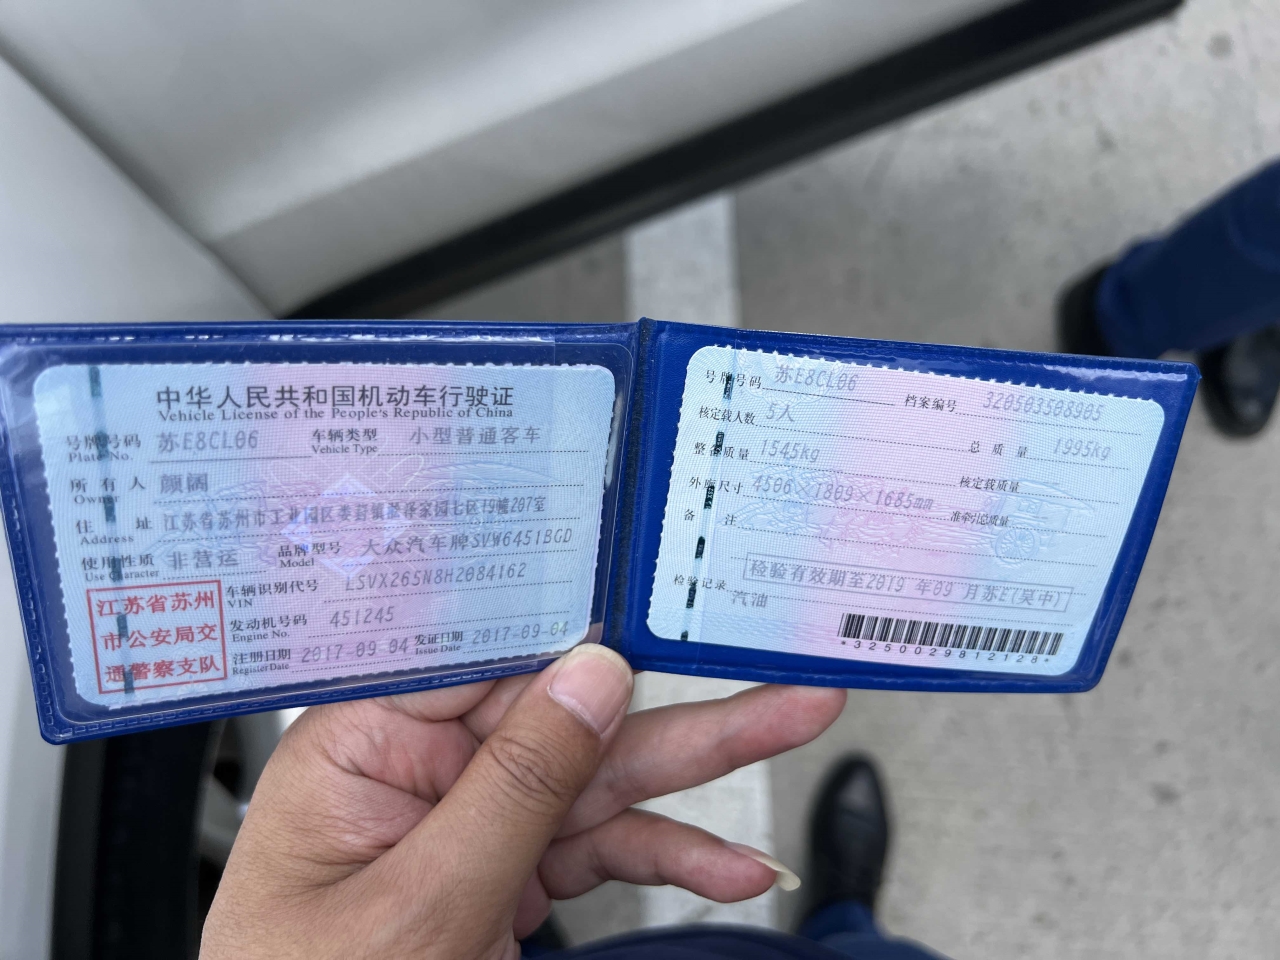 中华人民共和国机动车行驶证
Vehicle License of the People's Republic of China
号牌号码 苏E8CL06 车辆类型 小型普通客车
Plate No. Vehicle Type
所有人 颜阔
Owner
住址 江苏省苏州市工业园区娄葑镇 家园七区19幢207室
Address
使用性质 非营运 品牌型号 大众汽车牌SVW6451BGD
Use Character Model
江苏省苏州市公安局交通警察支队
车辆识别代号 LSVX265N8H2084162
VIN
发动机号码 451245
Engine No.
注册日期 2017-09-04 发证日期 2017-09-04
Register Date Issue Date
号牌号码 苏E8CL06 档案编号 320503508905
核定载人数 5人 总质量 1995kg
整备质量 1545kg 核定载质量
外廓尺寸 4506×1809×1685mm 准牵引总质量
备注
检验记录 检验有效期至2019年09月苏E(吴中)
汽油
*3250029812128*